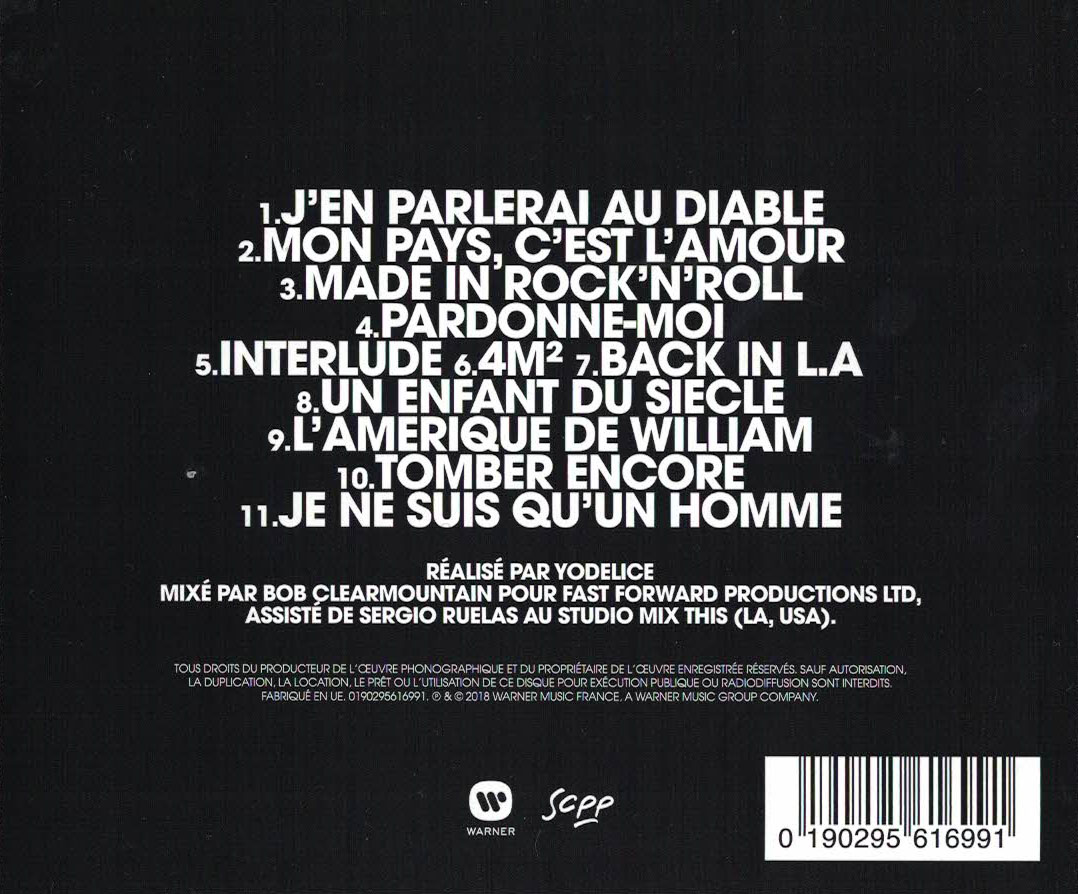 1.J’EN PARLERAI AU DIABLE
2.MON PAYS, C’EST L’AMOUR
3.MADE IN ROCK’N’ROLL
4.PARDONNE-MOI
5.INTERLUDE 6.4M² 7.BACK IN L.A
8.UN ENFANT DU SIECLE
9.L’AMERIQUE DE WILLIAM
10.TOMBER ENCORE
11.JE NE SUIS QU’UN HOMME
RÉALISÉ PAR YODELICE
MIXÉ PAR BOB CLEARMOUNTAIN POUR FAST FORWARD PRODUCTIONS LTD,
ASSISTÉ DE SERGIO RUELAS AU STUDIO MIX THIS (LA, USA).
TOUS DROITS DU PRODUCTEUR DE L’ŒUVRE PHONOGRAPHIQUE ET DU PROPRIÉTAIRE DE L’ŒUVRE ENREGISTRÉE RÉSERVÉS. SAUF AUTORISATION,
LA DUPLICATION, LA LOCATION, LE PRÊT OU L’UTILISATION DE CE DISQUE POUR EXÉCUTION PUBLIQUE OU RADIODIFFUSION SONT INTERDITS.
FABRIQUÉ EN UE. 0190295616991. ℗ & © 2018 WARNER MUSIC FRANCE, A WARNER MUSIC GROUP COMPANY.
WARNER
SCPP
0 190295 616991